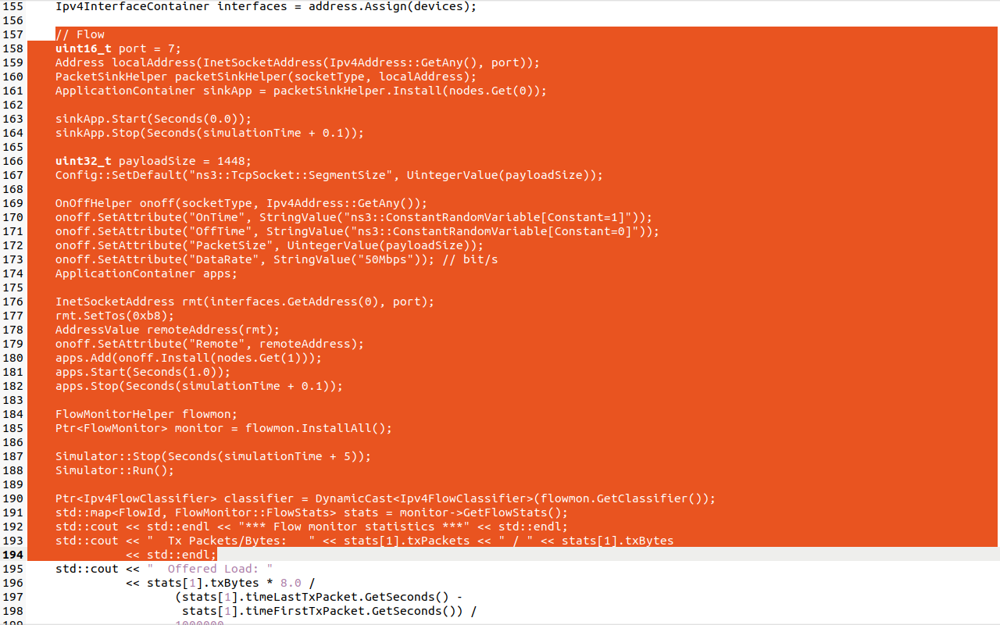 155 Ipv4InterfaceContainer interfaces = address.Assign(devices);
156
157 // Flow
158 uint16_t port = 7;
159 Address localAddress(InetSocketAddress(Ipv4Address::GetAny(), port));
160 PacketSinkHelper packetSinkHelper(socketType, localAddress);
161 ApplicationContainer sinkApp = packetSinkHelper.Install(nodes.Get(0));
162
163 sinkApp.Start(Seconds(0.0));
164 sinkApp.Stop(Seconds(simulationTime + 0.1));
165
166 uint32_t payloadSize = 1448;
167 Config::SetDefault("ns3::TcpSocket::SegmentSize", UintegerValue(payloadSize));
168
169 OnOffHelper onoff(socketType, Ipv4Address::GetAny());
170 onoff.SetAttribute("OnTime", StringValue("ns3::ConstantRandomVariable[Constant=1]"));
171 onoff.SetAttribute("OffTime", StringValue("ns3::ConstantRandomVariable[Constant=0]"));
172 onoff.SetAttribute("PacketSize", UintegerValue(payloadSize));
173 onoff.SetAttribute("DataRate", StringValue("50Mbps")); // bit/s
174 ApplicationContainer apps;
175
176 InetSocketAddress rmt(interfaces.GetAddress(0), port);
177 rmt.SetTos(0xb8);
178 AddressValue remoteAddress(rmt);
179 onoff.SetAttribute("Remote", remoteAddress);
180 apps.Add(onoff.Install(nodes.Get(1)));
181 apps.Start(Seconds(1.0));
182 apps.Stop(Seconds(simulationTime + 0.1));
183
184 FlowMonitorHelper flowmon;
185 Ptr<FlowMonitor> monitor = flowmon.InstallAll();
186
187 Simulator::Stop(Seconds(simulationTime + 5));
188 Simulator::Run();
189
190 Ptr<Ipv4FlowClassifier> classifier = DynamicCast<Ipv4FlowClassifier>(flowmon.GetClassifier());
191 std::map<FlowId, FlowMonitor::FlowStats> stats = monitor->GetFlowStats();
192 std::cout << std::endl << "*** Flow monitor statistics ***" << std::endl;
193 std::cout << "  Tx Packets/Bytes:   " << stats[1].txPackets << " / " << stats[1].txBytes
194 << std::endl;
195 std::cout << "  Offered Load: "
196 << stats[1].txBytes * 8.0 /
197 (stats[1].timeLastTxPacket.GetSeconds() -
198 stats[1].timeFirstTxPacket.GetSeconds()) /
199 1000000